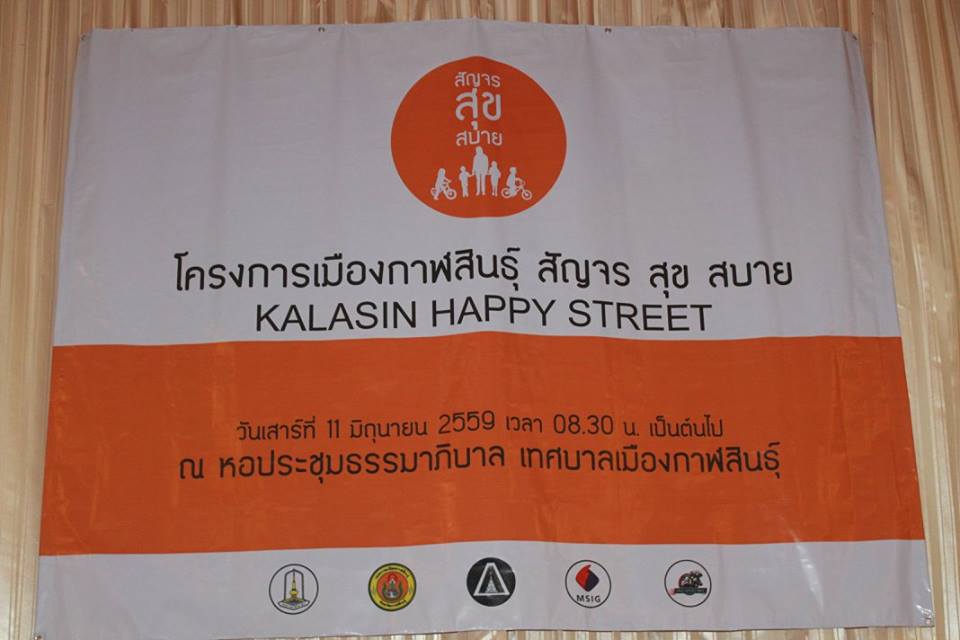 สัญจร
สุข
สบาย
โครงการเมืองกาฬสินธุ์ สัญจร สุข สบาย
KALASIN HAPPY STREET
วันเสาร์ที่ 11 มิถุนายน 2559 เวลา 08.30 น. เป็นต้นไป
ณ หอประชุมธรรมาภิบาล เทศบาลเมืองกาฬสินธุ์
MSIG